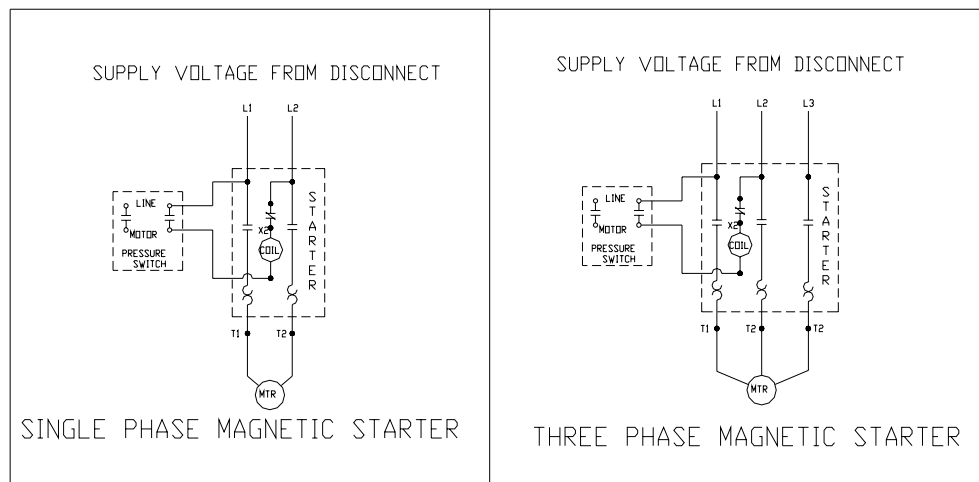 SUPPLY VOLTAGE FROM DISCONNECT
L1 L2
LINE
MOTOR
PRESSURE
SWITCH
X2
COIL
STARTER
T1 T2
MTR
SINGLE PHASE MAGNETIC STARTER
SUPPLY VOLTAGE FROM DISCONNECT
L1 L2 L3
LINE
MOTOR
PRESSURE
SWITCH
X2
COIL
STARTER
T1 T2 T2
MTR
THREE PHASE MAGNETIC STARTER